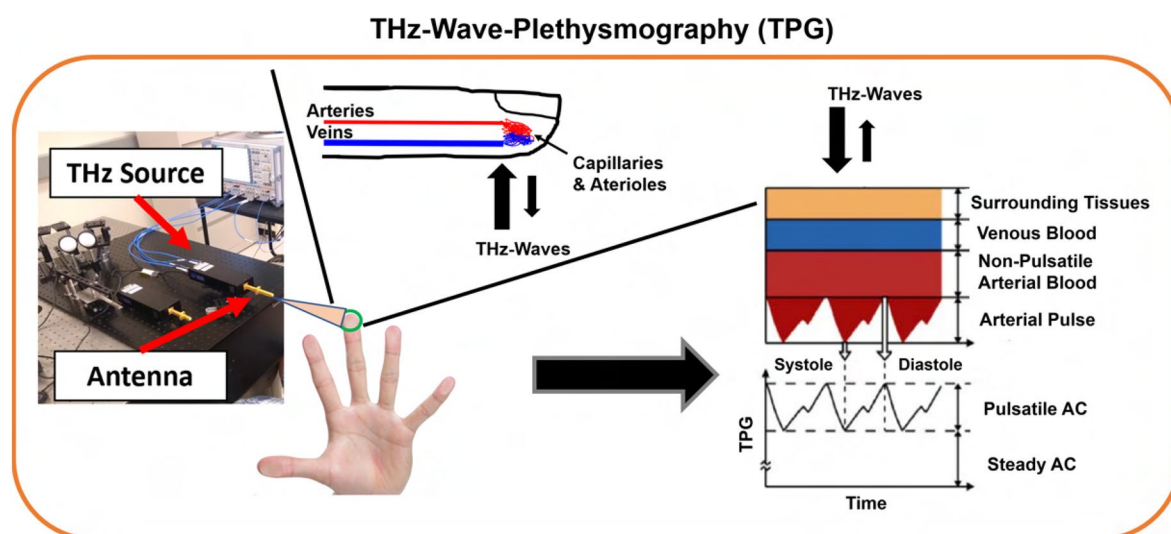 THz-Wave-Plethysmography (TPG)
THz Source
Antenna
Arteries
Veins
Capillaries
& Aterioles
THz-Waves
THz-Waves
Surrounding Tissues
Venous Blood
Non-Pulsatile
Arterial Blood
Arterial Pulse
Systole
Diastole
Pulsatile AC
Steady AC
TPG
Time